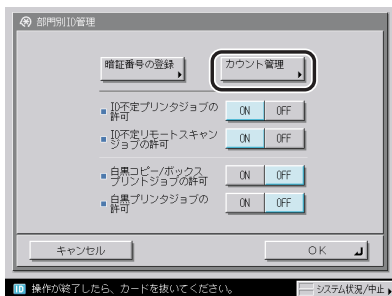 部門別ID管理
暗証番号の登録
カウント管理
ID不定プリンタジョブの
許可
ON OFF
ID不定リモートスキャン
ジョブの許可
ON OFF
白黒コピー/ボックス
プリントジョブの許可
ON OFF
白黒プリンタジョブの
許可
ON OFF
キャンセル
OK
ID 操作が終了したら、カードを抜いてください。
システム状況/中止